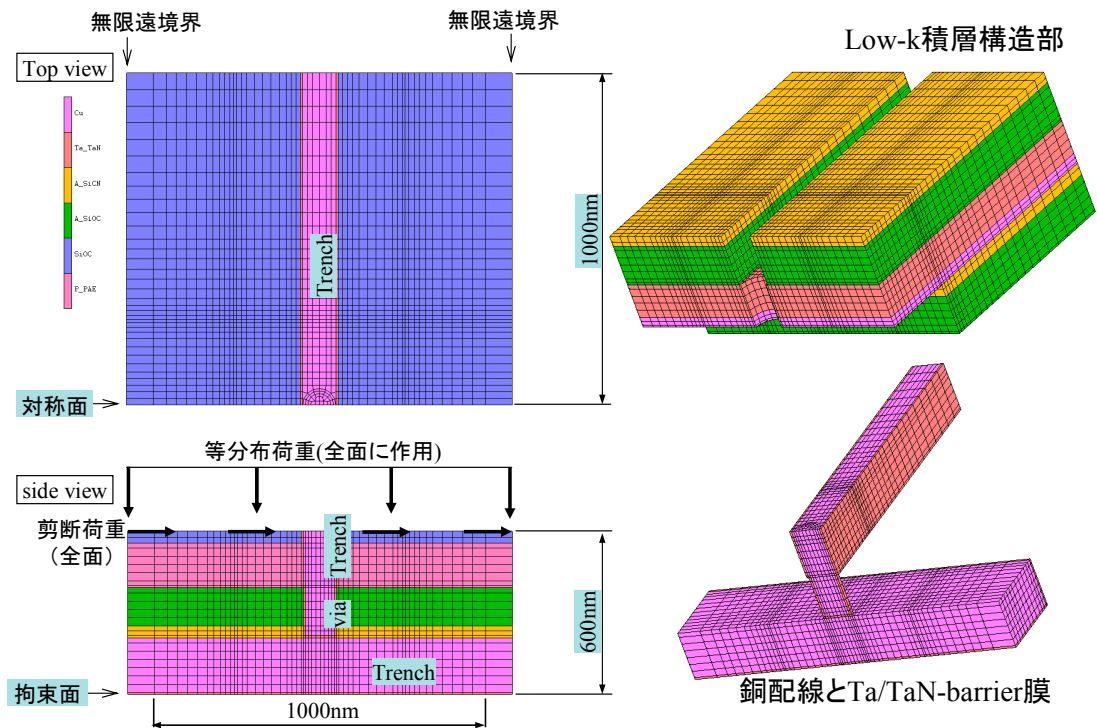 無限遠境界
無限遠境界
Low-k積層構造部
Top view
Cu
Ta_TaN
A_SiCN
A_SiOC
SiOC
P_PAE
Trench
1000nm
対称面
等分布荷重(全面に作用)
side view
剪断荷重
(全面)
Trench
via
Trench
600nm
拘束面
1000nm
銅配線とTa/TaN-barrier膜